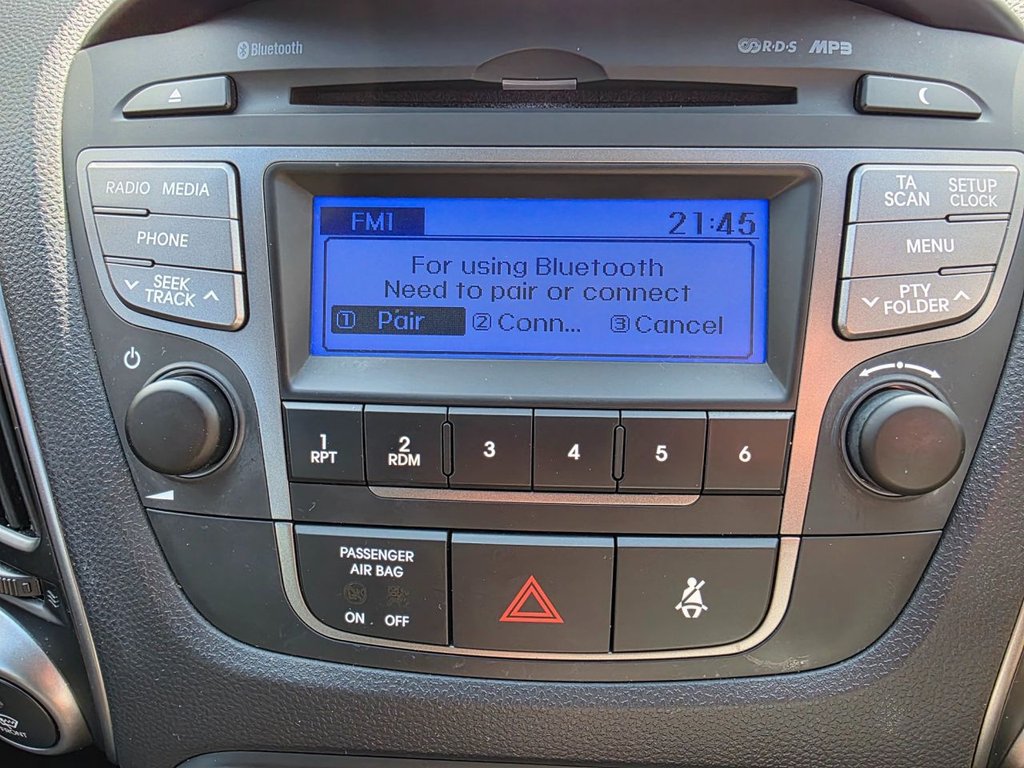 Bluetooth
R·D·S MP3
RADIO MEDIA
PHONE
SEEK
TRACK
FM1 21:45
For using Bluetooth
Need to pair or connect
① Pair ② Conn... ③ Cancel
TA
SCAN
SETUP
CLOCK
MENU
PTY
FOLDER
1
RPT
2
RDM
3
4
5
6
PASSENGER
AIR BAG
ON OFF